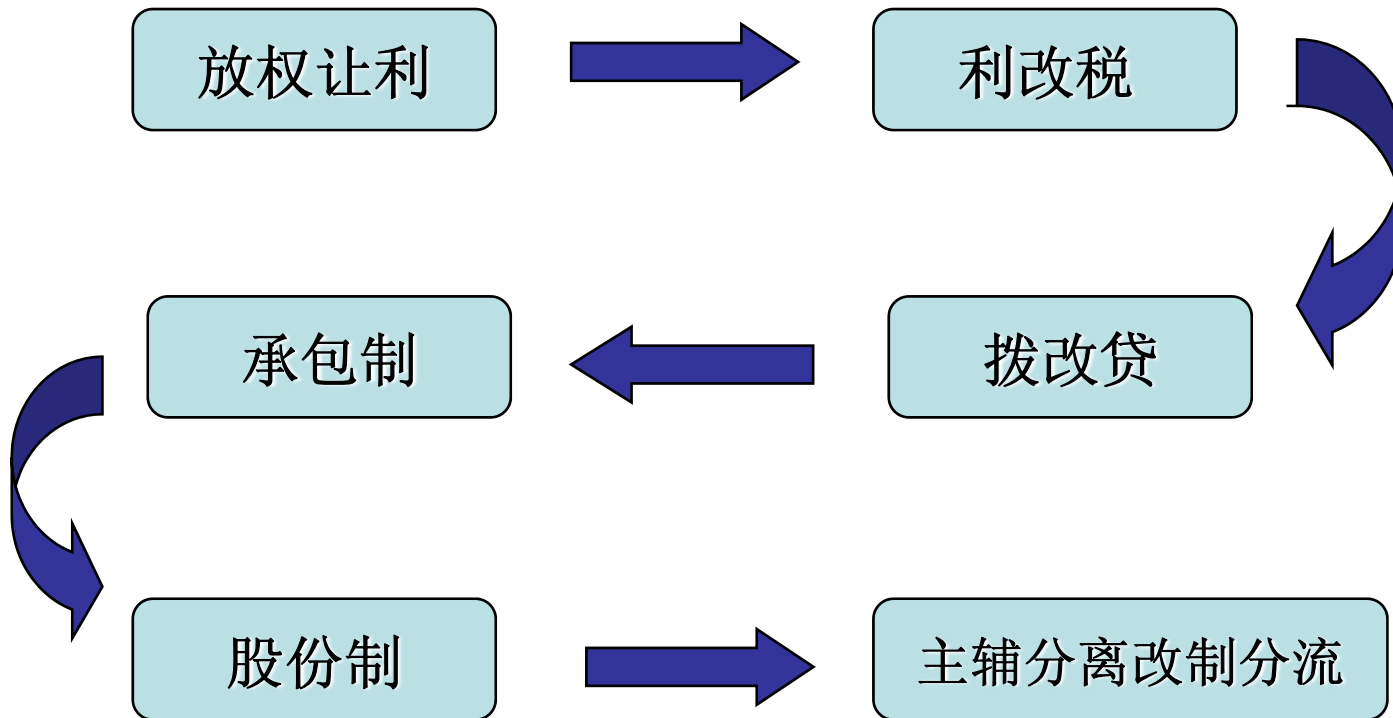 放权让利
利改税
拨改贷
承包制
股份制
主辅分离改制分流